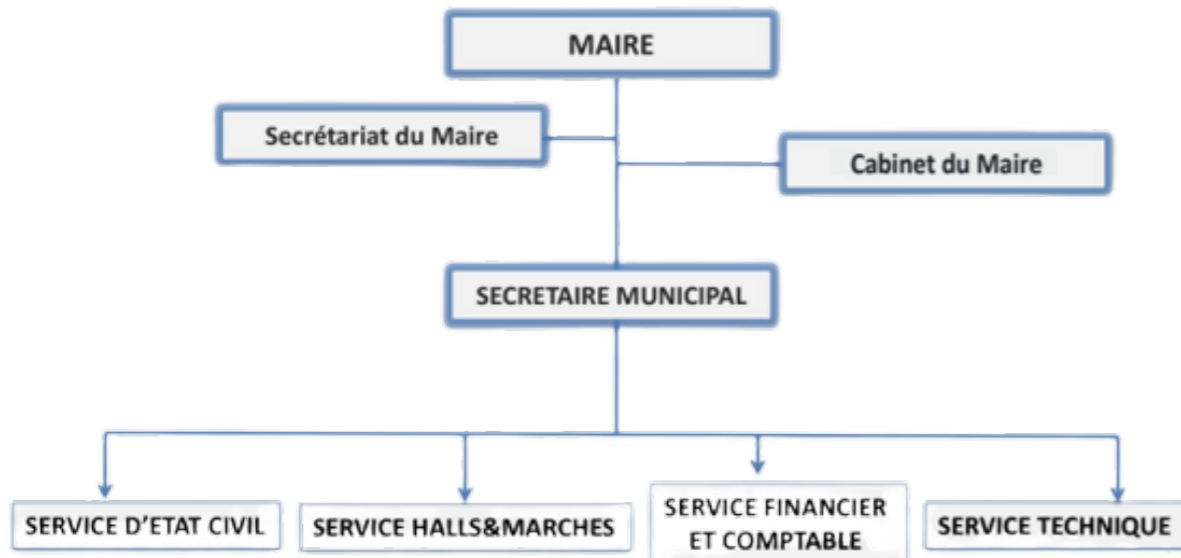 MAIRE
Secrétariat du Maire
Cabinet du Maire
SECRETAIRE MUNICIPAL
SERVICE D'ETAT CIVIL
SERVICE HALLS&MARCHES
SERVICE FINANCIER
ET COMPTABLE
SERVICE TECHNIQUE